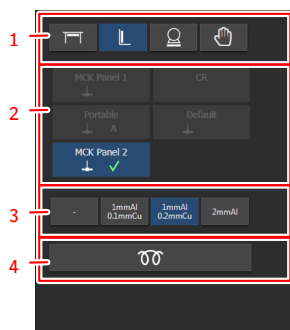 1
2
MCK Panel 1
CR
Portable
A
Default
MCK Panel 2
3
-
1mmAl
0.1mmCu
1mmAl
0.2mmCu
2mmAl
4